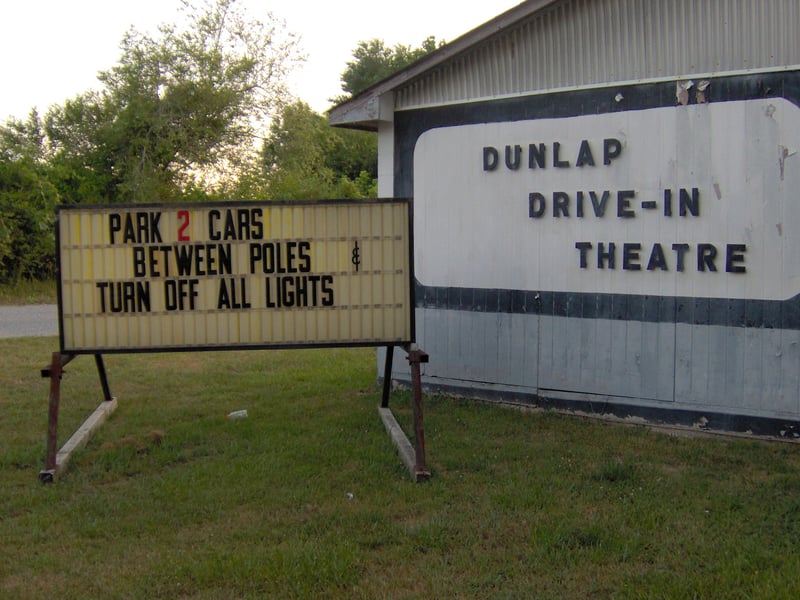 PARK 2 CARS
BETWEEN POLES &
TURN OFF ALL LIGHTS
DUNLAP
DRIVE-IN
THEATRE